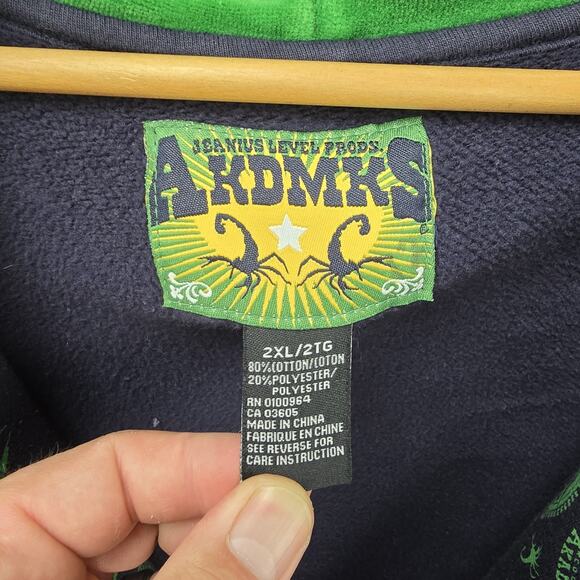 JEANIUS LEVEL PRODS.
AKDMKS
2XL/2TG
80%COTTON/COTON
20%POLYESTER/
POLYESTER
RN 0100964
CA 03605
MADE IN CHINA
FABRIQUE EN CHINE
SEE REVERSE FOR
CARE INSTRUCTION